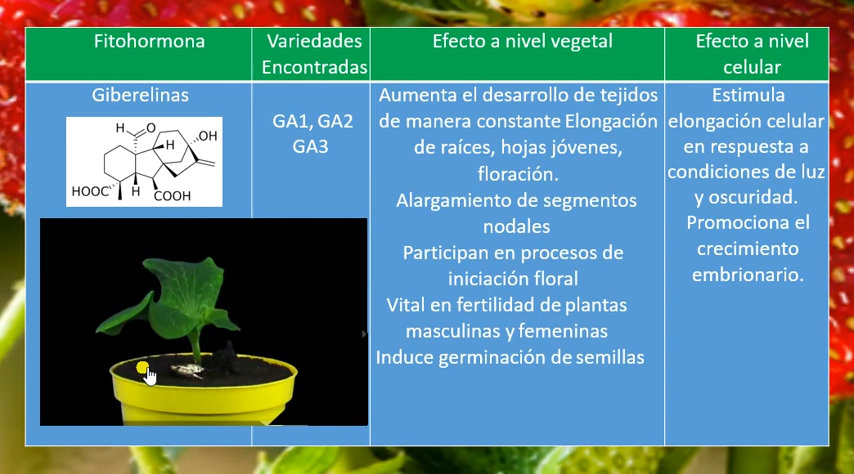 Fitohormona
Variedades
Encontradas
Efecto a nivel vegetal
Efecto a nivel
celular
Giberelinas
H
O
H
OH
HOOC
H
COOH
GA1, GA2
GA3
Aumenta el desarrollo de tejidos
de manera constante Elongación
de raíces, hojas jóvenes,
floración.
Alargamiento de segmentos
nodales
Participan en procesos de
iniciación floral
Vital en fertilidad de plantas
masculinas y femeninas
Induce germinación de semillas
Estimula
elongación celular
en respuesta a
condiciones de luz
y oscuridad.
Promociona el
crecimiento
embrionario.